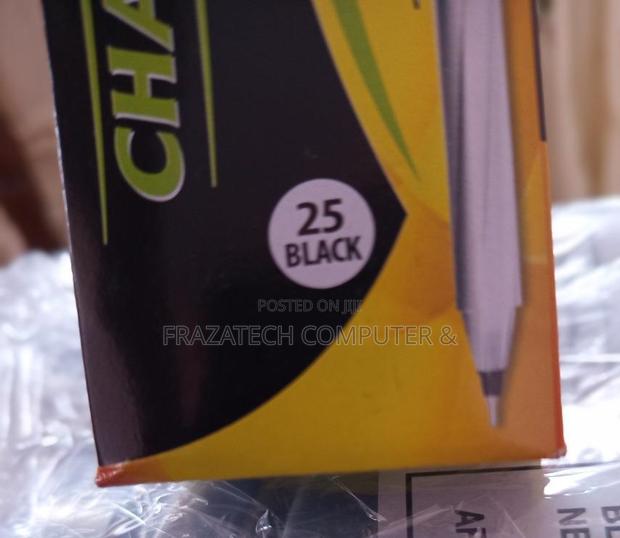 CHA
25
BLACK
POSTED ON JIJI
FRAZATECH COMPUTER &